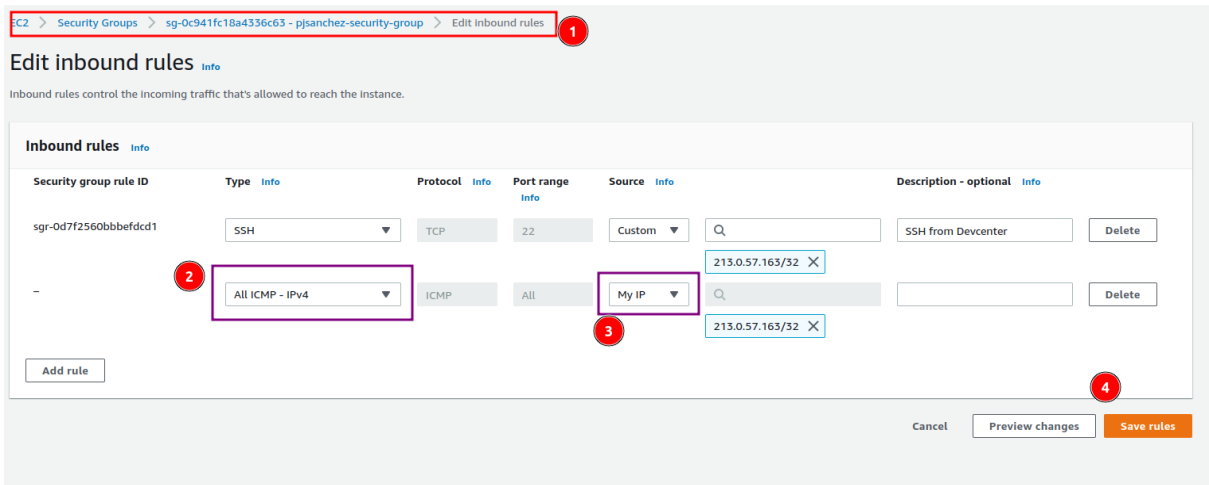 EC2 > Security Groups > sg-0c941fc18a4336c63 - pjsanchez-security-group > Edit inbound rules
1
Edit inbound rules Info
Inbound rules control the incoming traffic that's allowed to reach the instance.
Inbound rules Info
Security group rule ID Type Info Protocol Info Port range Info Source Info Description - optional Info
sgr-0d7f2560bbbefdcd1 SSH TCP 22 Custom SSH from Devcenter Delete
213.0.57.163/32
2
– All ICMP - IPv4 ICMP All My IP Delete
213.0.57.163/32
3
Add rule
4
Cancel Preview changes Save rules